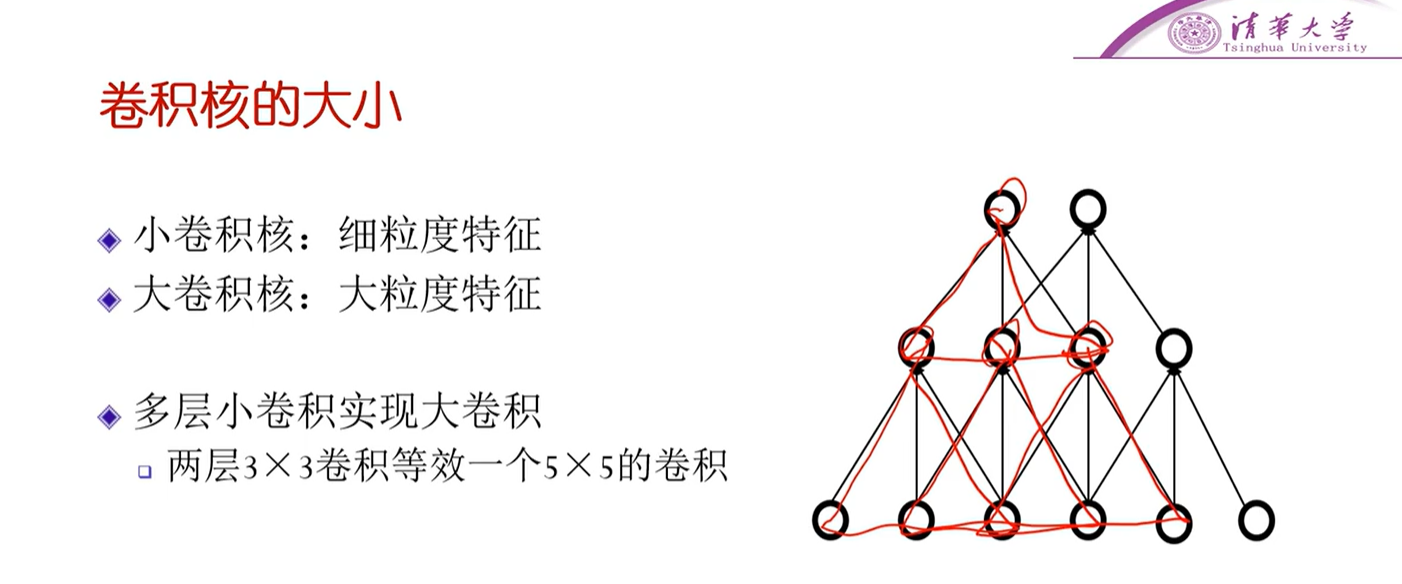 清華大学
Tsinghua University
卷积核的大小
小卷积核：细粒度特征
大卷积核：大粒度特征
多层小卷积实现大卷积
两层3×3卷积等效一个5×5的卷积